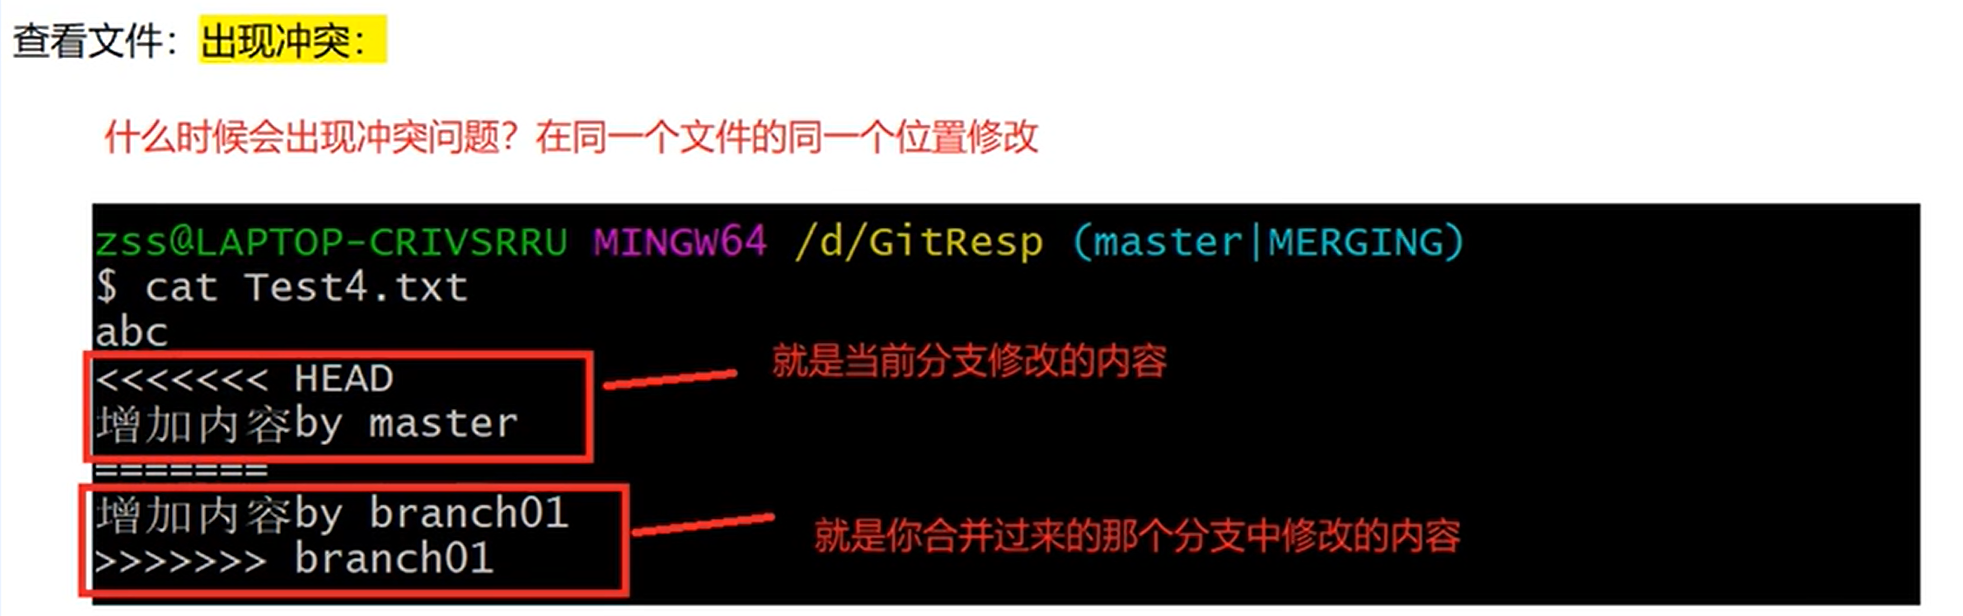 查看文件：出现冲突：
什么时候会出现冲突问题？在同一个文件的同一个位置修改
zss@LAPTOP-CRIVSRRU MINGW64 /d/GitResp (master|MERGING)
$ cat Test4.txt
abc
<<<<<<< HEAD
就是当前分支修改的内容
增加内容by master
=======
增加内容by branch01
就是你合并过来的那个分支中修改的内容
>>>>>>> branch01